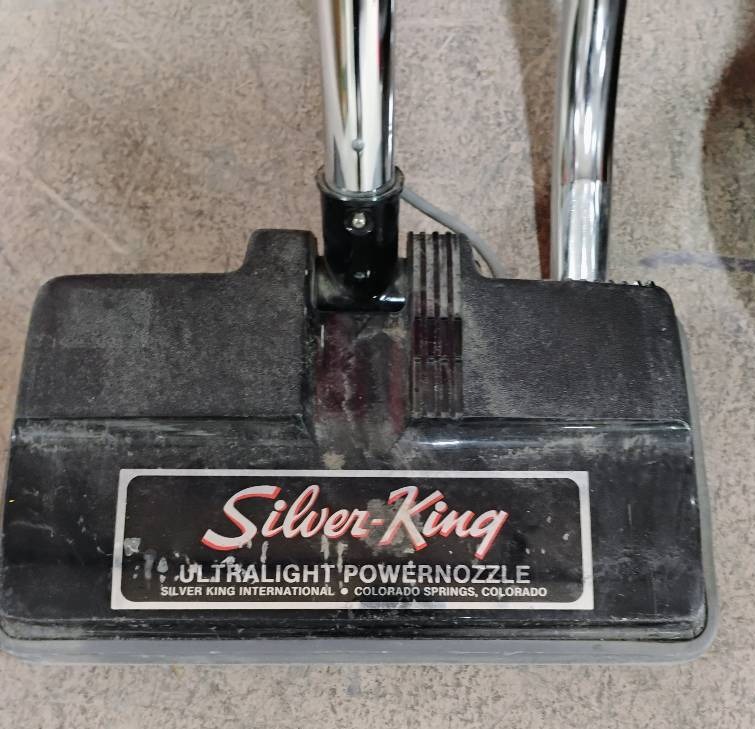 Silver-King
ULTRALIGHT POWERNOZZLE
SILVER KING INTERNATIONAL • COLORADO SPRINGS, COLORADO